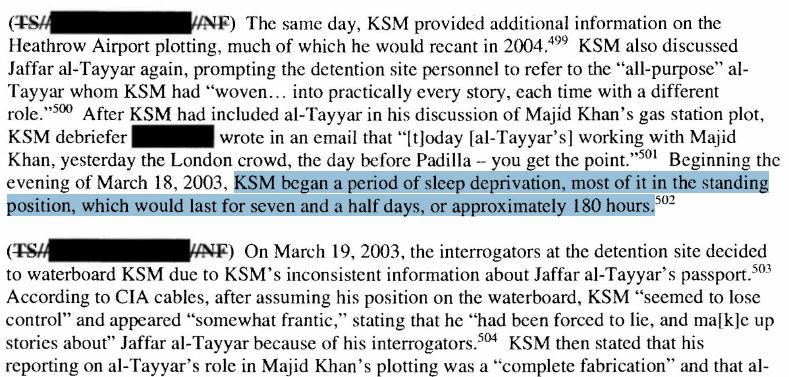 (TS// //NF) The same day, KSM provided additional information on the
Heathrow Airport plotting, much of which he would recant in 2004.499 KSM also discussed
Jaffar al-Tayyar again, prompting the detention site personnel to refer to the “all-purpose” al-
Tayyar whom KSM had “woven… into practically every story, each time with a different
role.”500 After KSM had included al-Tayyar in his discussion of Majid Khan’s gas station plot,
KSM debriefer wrote in an email that “[t]oday [al-Tayyar’s] working with Majid
Khan, yesterday the London crowd, the day before Padilla – you get the point.”501 Beginning the
evening of March 18, 2003, KSM began a period of sleep deprivation, most of it in the standing
position, which would last for seven and a half days, or approximately 180 hours.502
(TS// //NF) On March 19, 2003, the interrogators at the detention site decided
to waterboard KSM due to KSM’s inconsistent information about Jaffar al-Tayyar’s passport.503
According to CIA cables, after assuming his position on the waterboard, KSM “seemed to lose
control” and appeared “somewhat frantic,” stating that he “had been forced to lie, and ma[k]e up
stories about” Jaffar al-Tayyar because of his interrogators.504 KSM then stated that his
reporting on al-Tayyar’s role in Majid Khan’s plotting was a “complete fabrication” and that al-